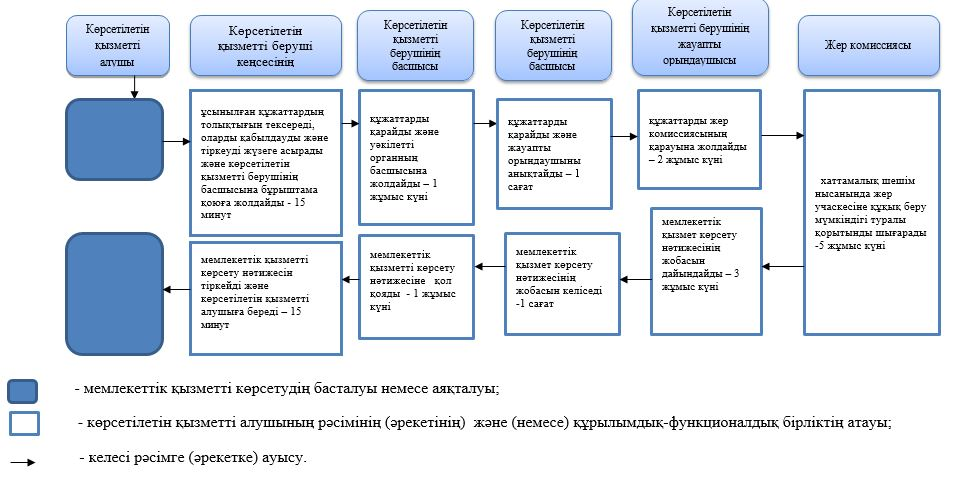 Көрсетілетін
қызметті
алушы
Көрсетілетін
қызметті беруші
кеңсесінің
Көрсетілетін
қызметті
берушінің
басшысы
Көрсетілетін
қызметті
берушінің
басшысы
Көрсетілетін
қызметті берушінің
жауапты
орындаушысы
Жер комиссиясы
ұсынылған құжаттардың
толықтығын тексереді,
оларды қабылдауды және
тіркеуді жүзеге асырады
және көрсетілетін
қызметті берушінің
басшысына бұрыштама
қоюға жолдайды - 15
минут
құжаттарды
қарайды және
уәкілетті
органның
басшысына
жолдайды – 1
жұмыс күні
құжаттарды
қарайды және
жауапты
орындаушыны
анықтайды – 1
сағат
құжаттарды жер
комиссиясының
қарауына жолдайды
– 2 жұмыс күні
хаттамалық шешім
нысанында жер
учаскесіне құқық беру
мүмкіндігі туралы
қорытынды шығарады
-5 жұмыс күні
мемлекеттік қызметті
көрсету нәтижесін
тіркейді және
көрсетілетін қызметті
алушыға береді – 15
минут
мемлекеттік
қызметті көрсету
нәтижесіне қол
қояды - 1 жұмыс
күні
мемлекеттік
қызмет көрсету
нәтижесінің
жобасын келіседі
-1 сағат
мемлекеттік
қызмет көрсету
нәтижесінің
жобасын
дайындайды – 3
жұмыс күні
- мемлекеттік қызметті көрсетудің басталуы немесе аяқталуы;
- көрсетілетін қызметті алушының рәсімінің (әрекетінің) және (немесе) құрылымдық-функционалдық бірліктің атауы;
- келесі рәсімге (әрекетке) ауысу.